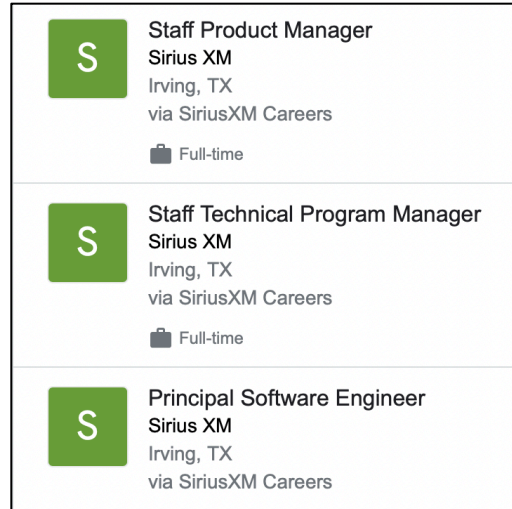 S
Staff Product Manager
Sirius XM
Irving, TX
via SiriusXM Careers
Full-time
S
Staff Technical Program Manager
Sirius XM
Irving, TX
via SiriusXM Careers
Full-time
S
Principal Software Engineer
Sirius XM
Irving, TX
via SiriusXM Careers